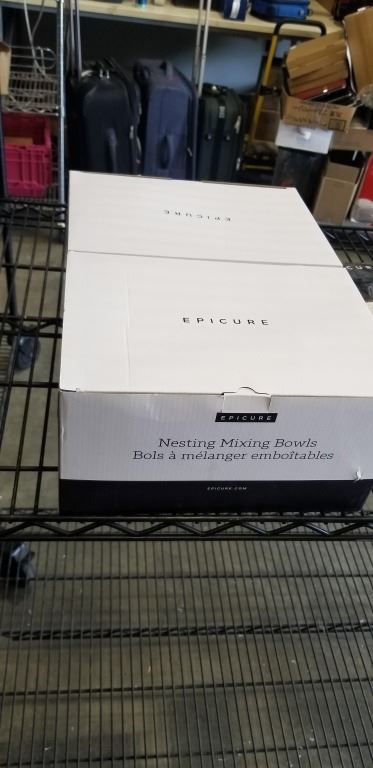 EPICURE
EPICURE
EPICURE
Nesting Mixing Bowls
Bols à mélanger emboîtables
EPICURE.COM